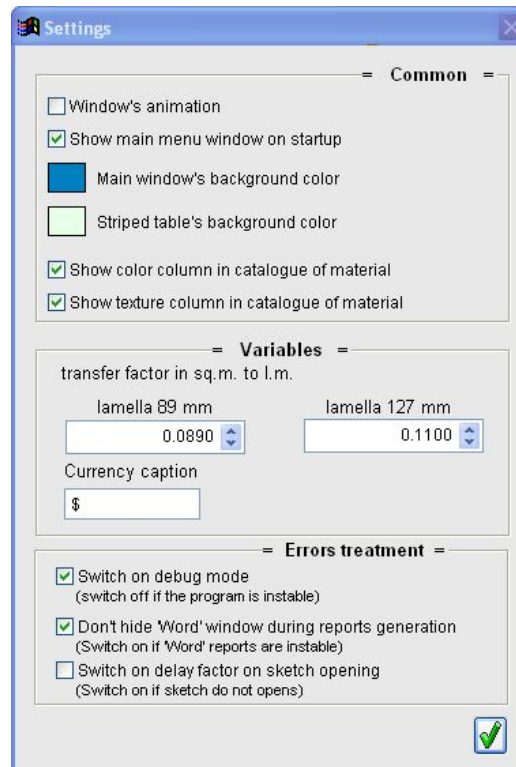 Settings
= Common =
Window's animation
Show main menu window on startup
Main window's background color
Striped table's background color
Show color column in catalogue of material
Show texture column in catalogue of material
= Variables =
transfer factor in sq.m. to l.m.
lamella 89 mm lamella 127 mm
0.0890 0.1100
Currency caption
$
= Errors treatment =
Switch on debug mode
(switch off if the program is instable)
Don't hide 'Word' window during reports generation
(Switch on if 'Word' reports are instable)
Switch on delay factor on sketch opening
(Switch on if sketch do not opens)